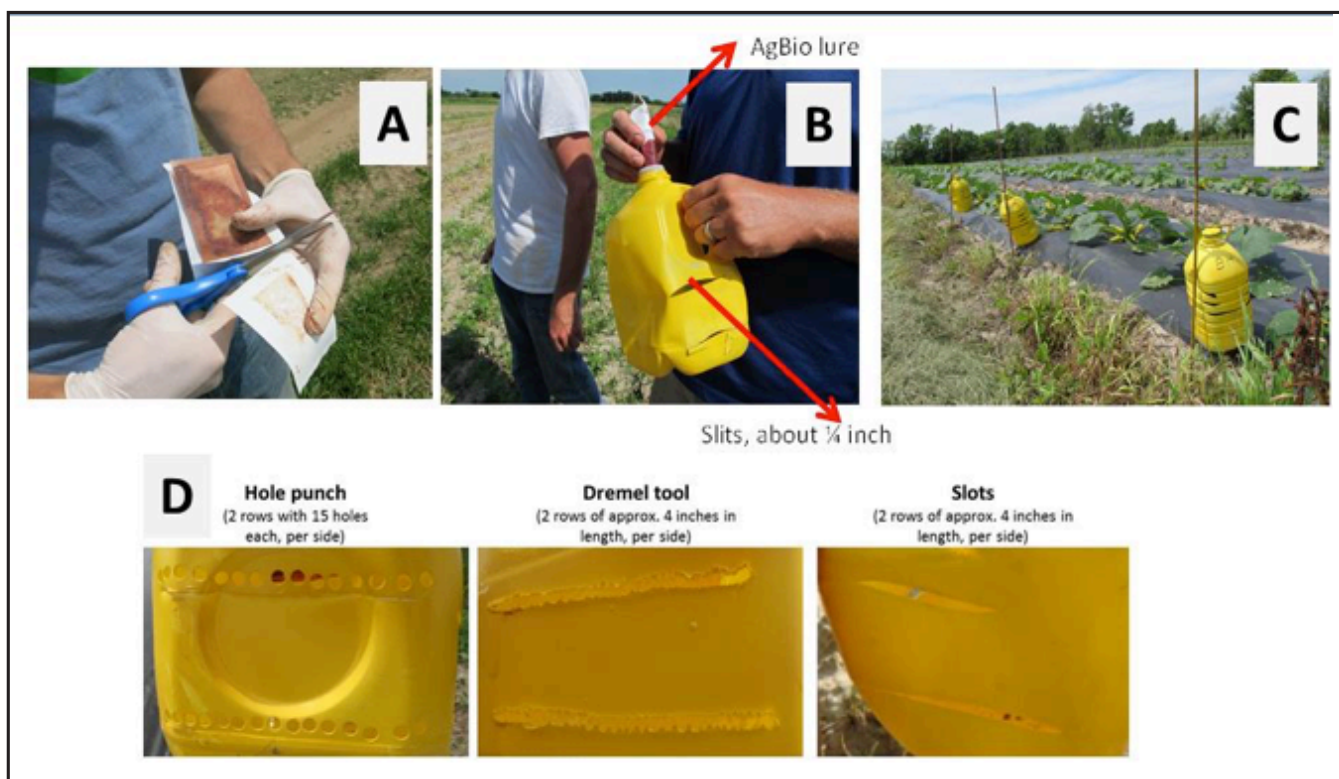 AgBio lure
A
B
C
Slits, about ¼ inch
D
Hole punch
(2 rows with 15 holes
each, per side)
Dremel tool
(2 rows of approx. 4 inches in
length, per side)
Slots
(2 rows of approx. 4 inches in
length, per side)